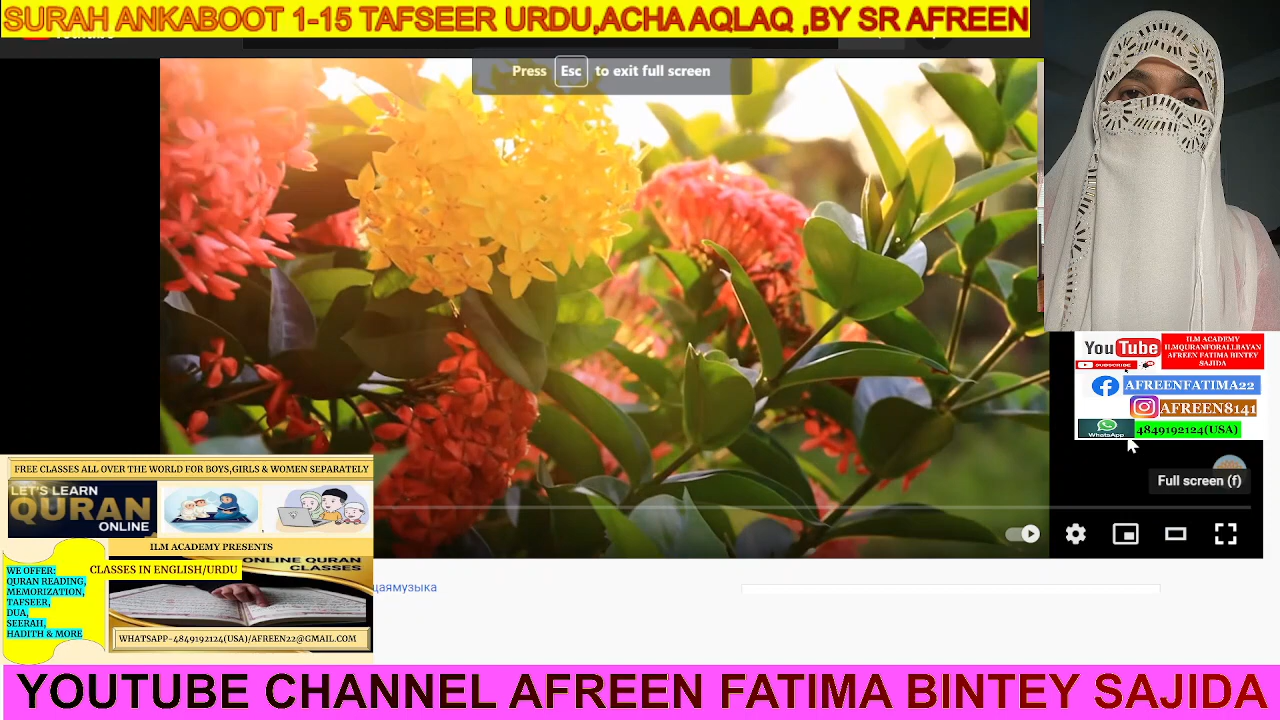 SURAH ANKABOOT 1-15 TAFSEER URDU,ACHA AQLAQ ,BY SR AFREEN
Press Esc to exit full screen
YouTube
SUBSCRIBE
ILM ACADEMY
ILMQURANFORALLBAYAN
AFREEN FATIMA BINTEY
SAJIDA
AFREENFATIMA22
AFREEN8141
WhatsApp
4849192124(USA)
Full screen (f)
FREE CLASSES ALL OVER THE WORLD FOR BOYS,GIRLS & WOMEN SEPARATELY
LET'S LEARN
QURAN
ONLINE
ILM ACADEMY PRESENTS
ONLINE QURAN
CLASSES
CLASSES IN ENGLISH/URDU
WE OFFER:
QURAN READING,
MEMORIZATION,
TAFSEER,
DUA,
SEERAH,
HADITH & MORE
WHATSAPP-4849192124(USA)/AFREEN22@GMAIL.COM
YOUTUBE CHANNEL AFREEN FATIMA BINTEY SAJIDA